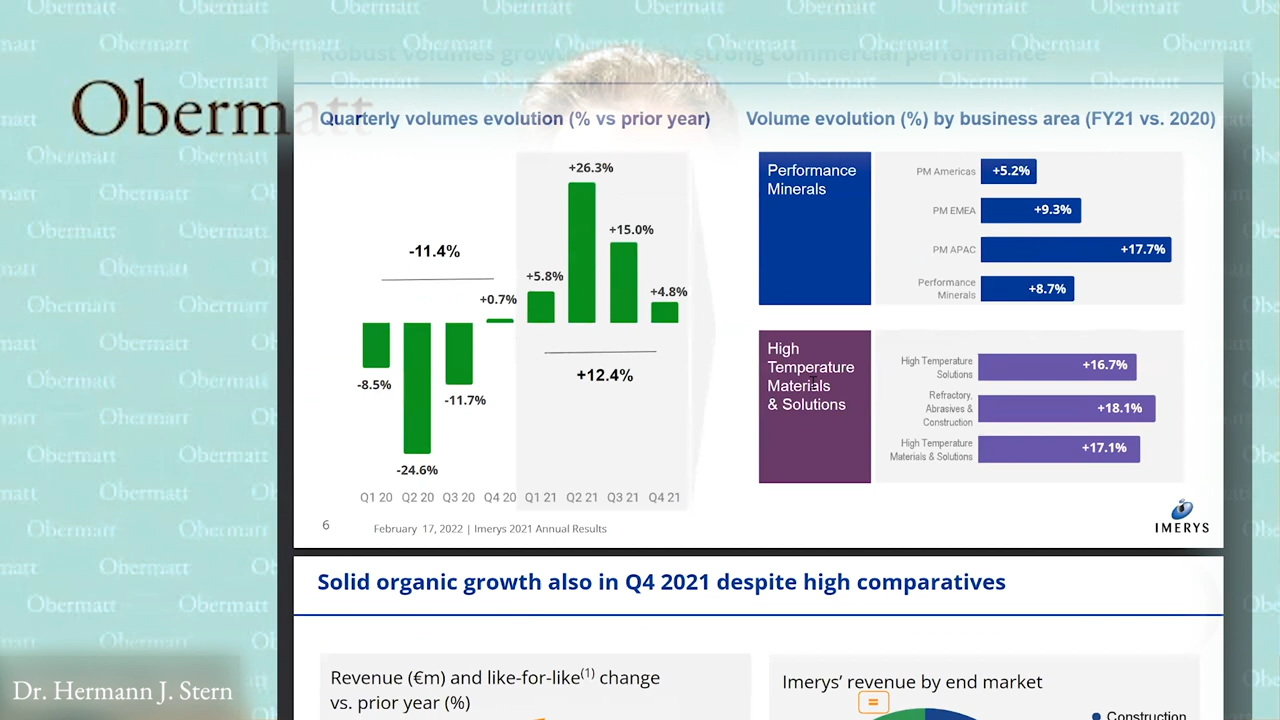 Obermatt
Robust volumes growth
strong commercial performance
Quarterly volumes evolution (% vs prior year)
Volume evolution (%) by business area (FY21 vs. 2020)
+26.3%
+15.0%
-11.4%
+5.8%
+4.8%
+0.7%
-8.5%
-11.7%
+12.4%
-24.6%
Q1 20 Q2 20 Q3 20 Q4 20 Q1 21 Q2 21 Q3 21 Q4 21
Performance
Minerals
PM Americas +5.2%
PM EMEA +9.3%
PM APAC +17.7%
Performance
Minerals
+8.7%
High
Temperature
Materials
& Solutions
High Temperature
Solutions
+16.7%
Refractory,
Abrasives &
Construction
+18.1%
High Temperature
Materials & Solutions
+17.1%
6
February 17, 2022 | Imerys 2021 Annual Results
IMERYS
Solid organic growth also in Q4 2021 despite high comparatives
Revenue (€m) and like-for-like(1) change
vs. prior year (%)
Imerys’ revenue by end market
=
Construction
Dr. Hermann J. Stern